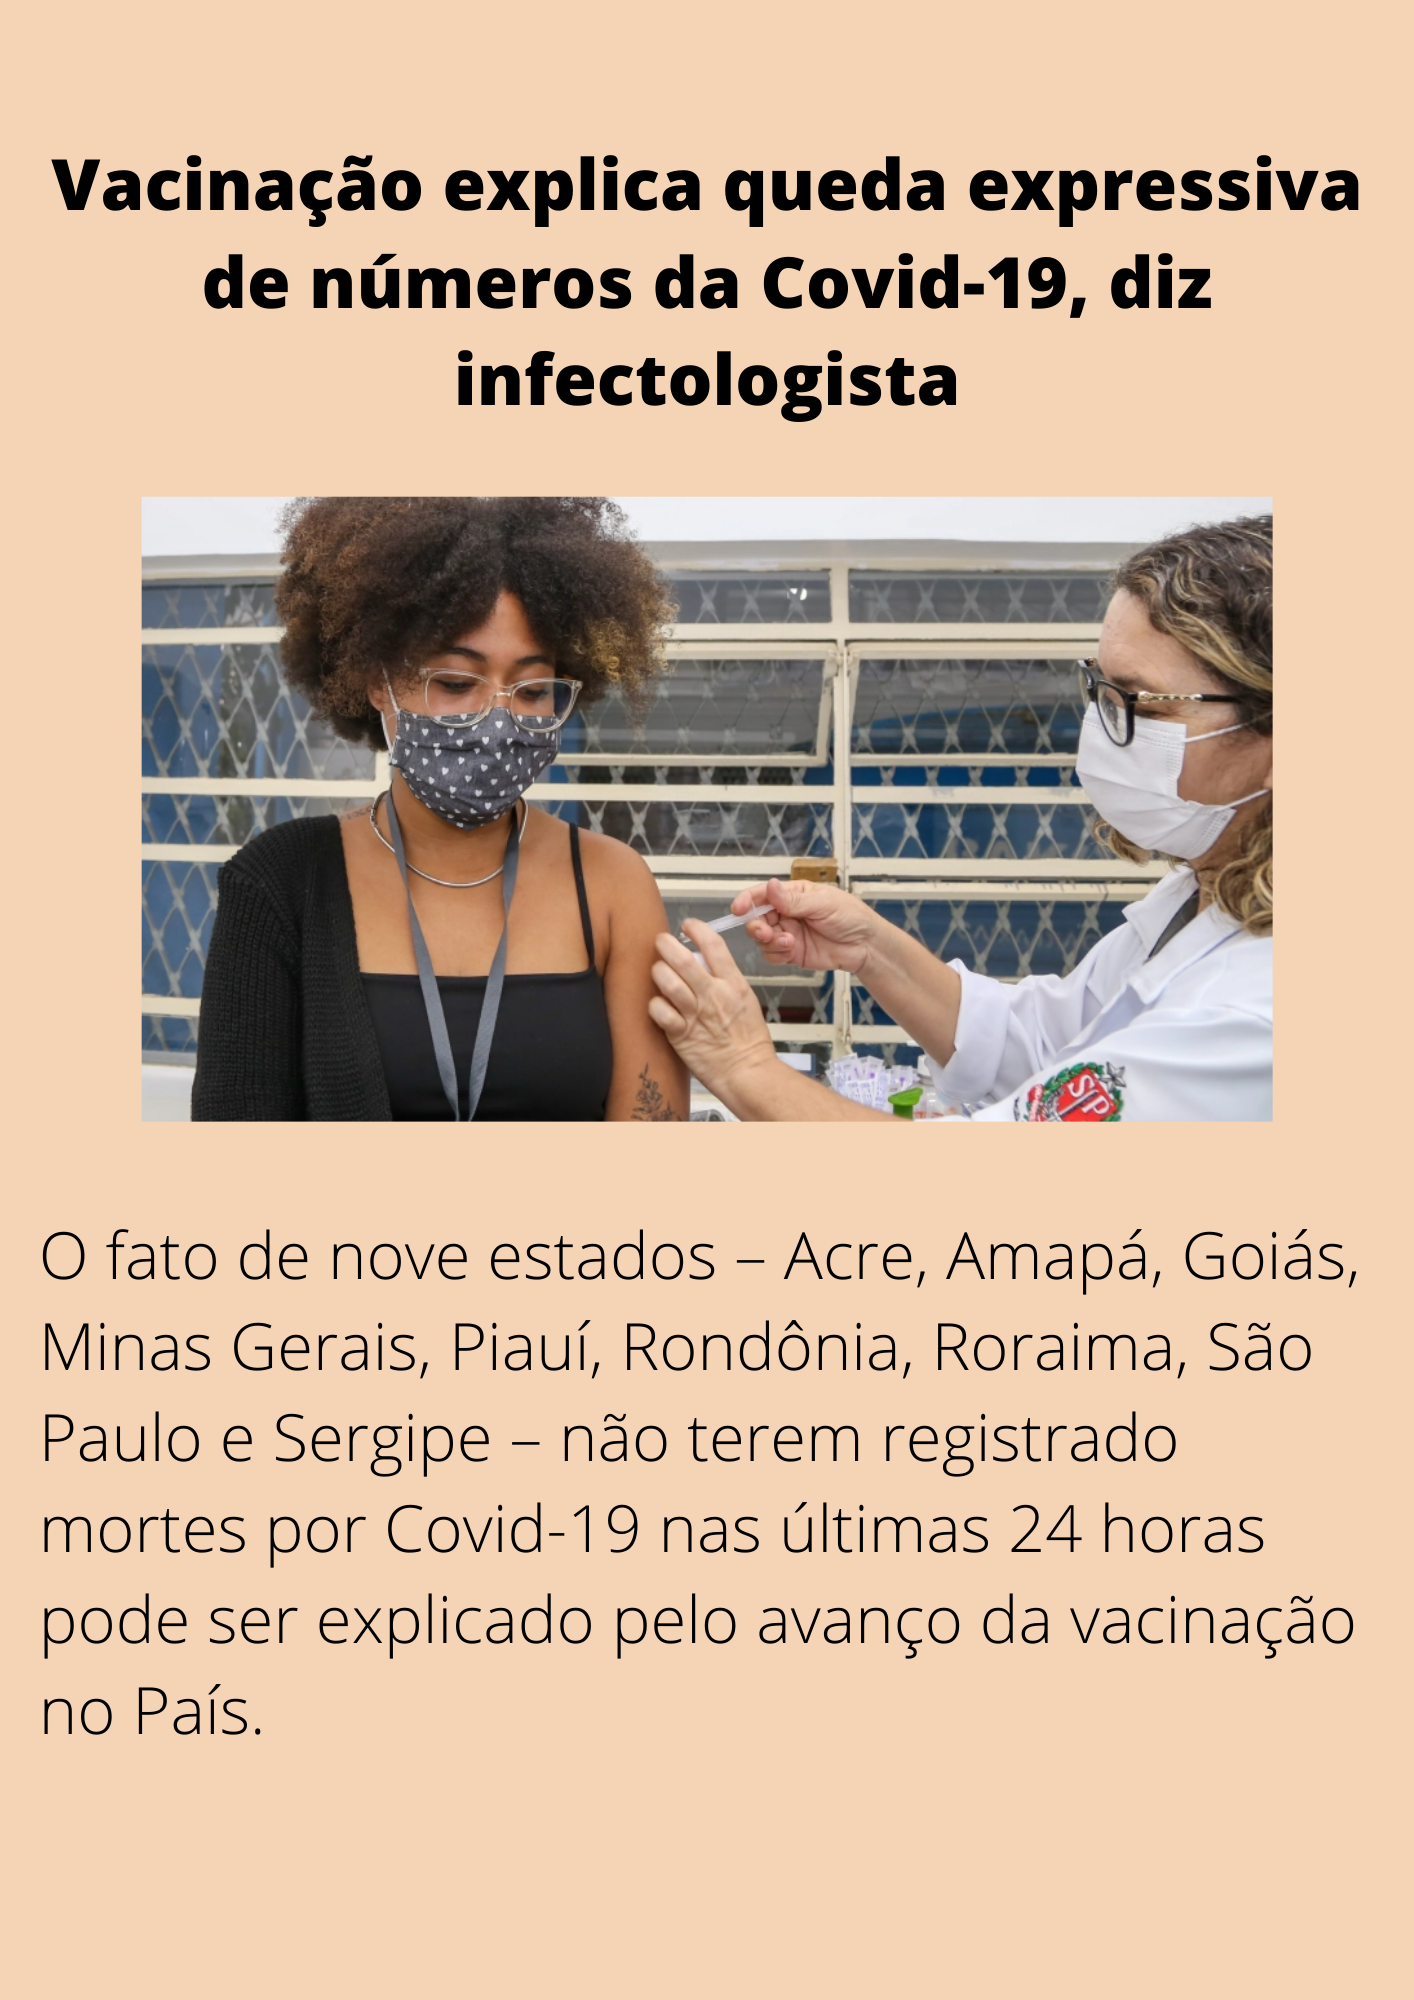 Vacinação explica queda expressiva
de números da Covid-19, diz
infectologista
SP
O fato de nove estados – Acre, Amapá, Goiás,
Minas Gerais, Piauí, Rondônia, Roraima, São
Paulo e Sergipe – não terem registrado
mortes por Covid-19 nas últimas 24 horas
pode ser explicado pelo avanço da vacinação
no País.